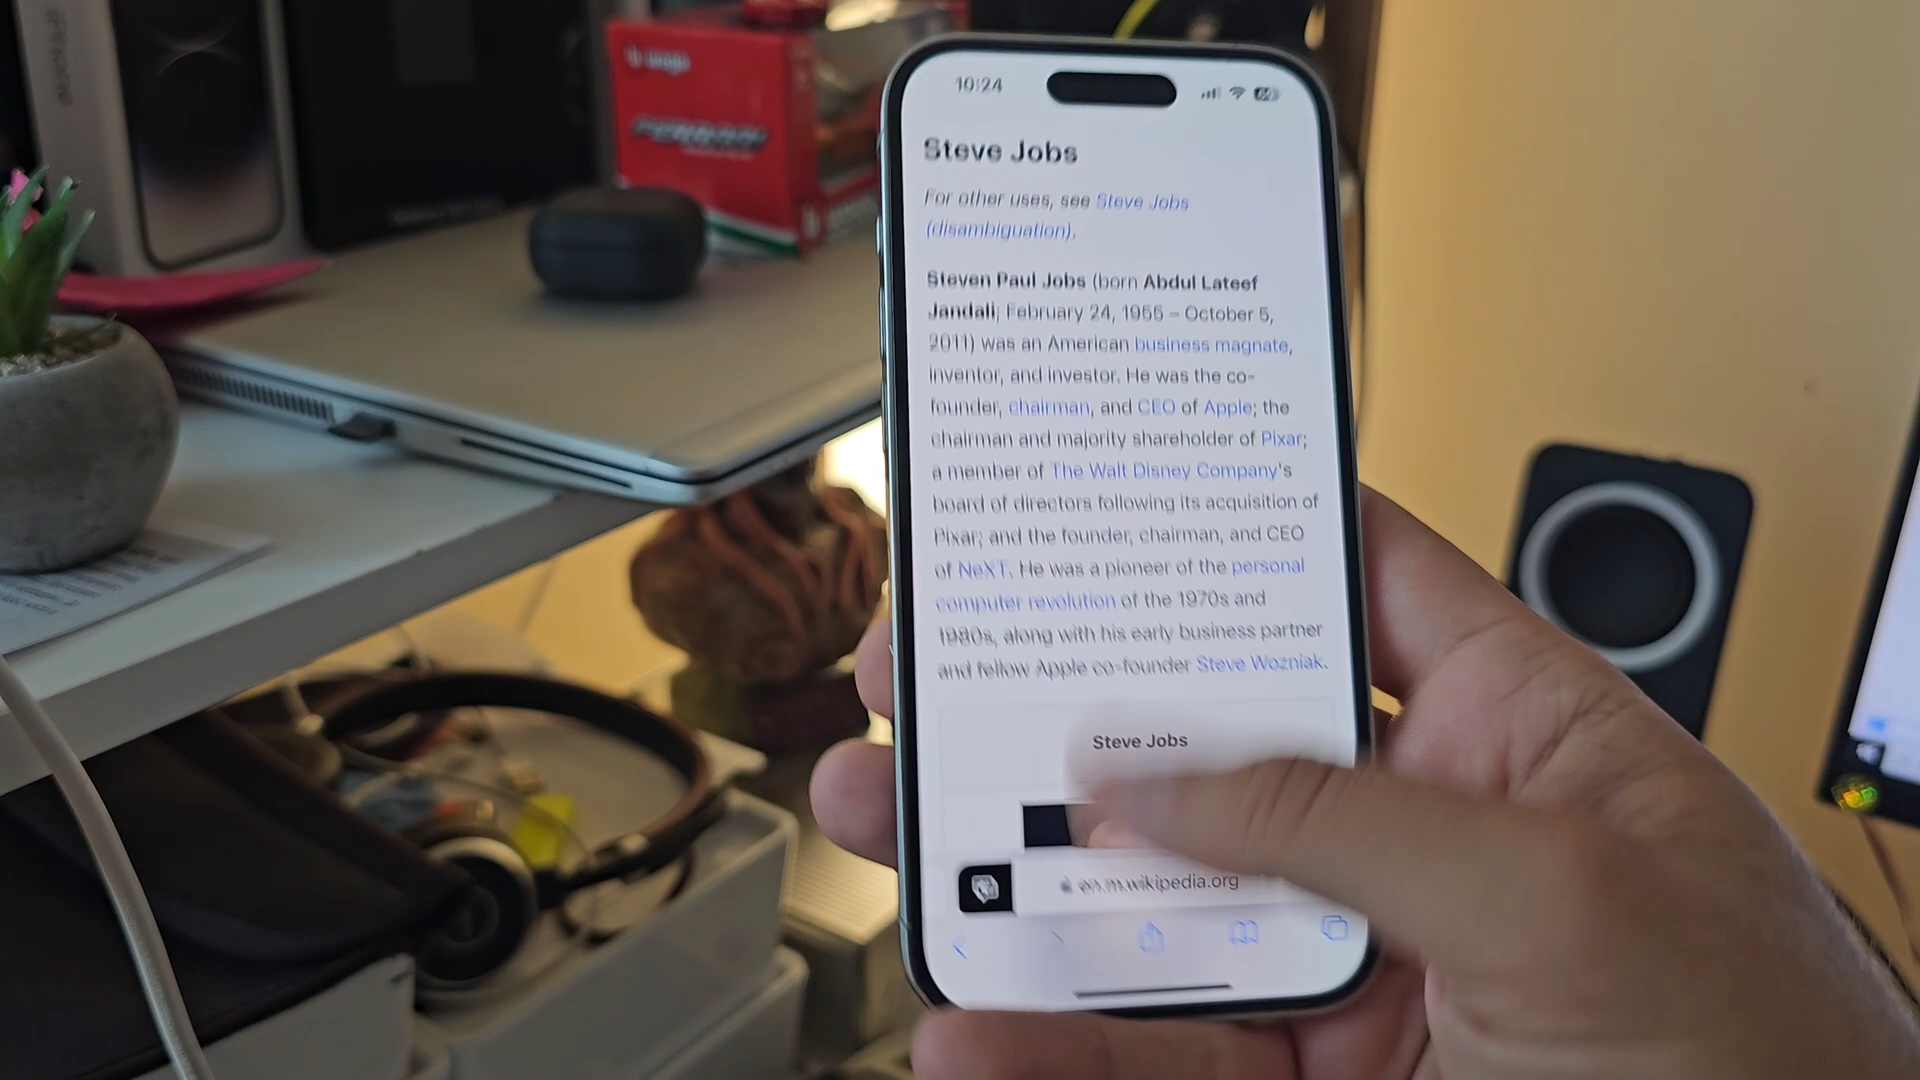 iPhone
burago
10:24
Steve Jobs
For other uses, see Steve Jobs
(disambiguation).
Steven Paul Jobs (born Abdul Lateef
Jandali; February 24, 1955 – October 5,
2011) was an American business magnate,
inventor, and investor. He was the co-
founder, chairman, and CEO of Apple; the
chairman and majority shareholder of Pixar;
a member of The Walt Disney Company's
board of directors following its acquisition of
Pixar; and the founder, chairman, and CEO
of NeXT. He was a pioneer of the personal
computer revolution of the 1970s and
1980s, along with his early business partner
and fellow Apple co-founder Steve Wozniak.
Steve Jobs
en.m.wikipedia.org